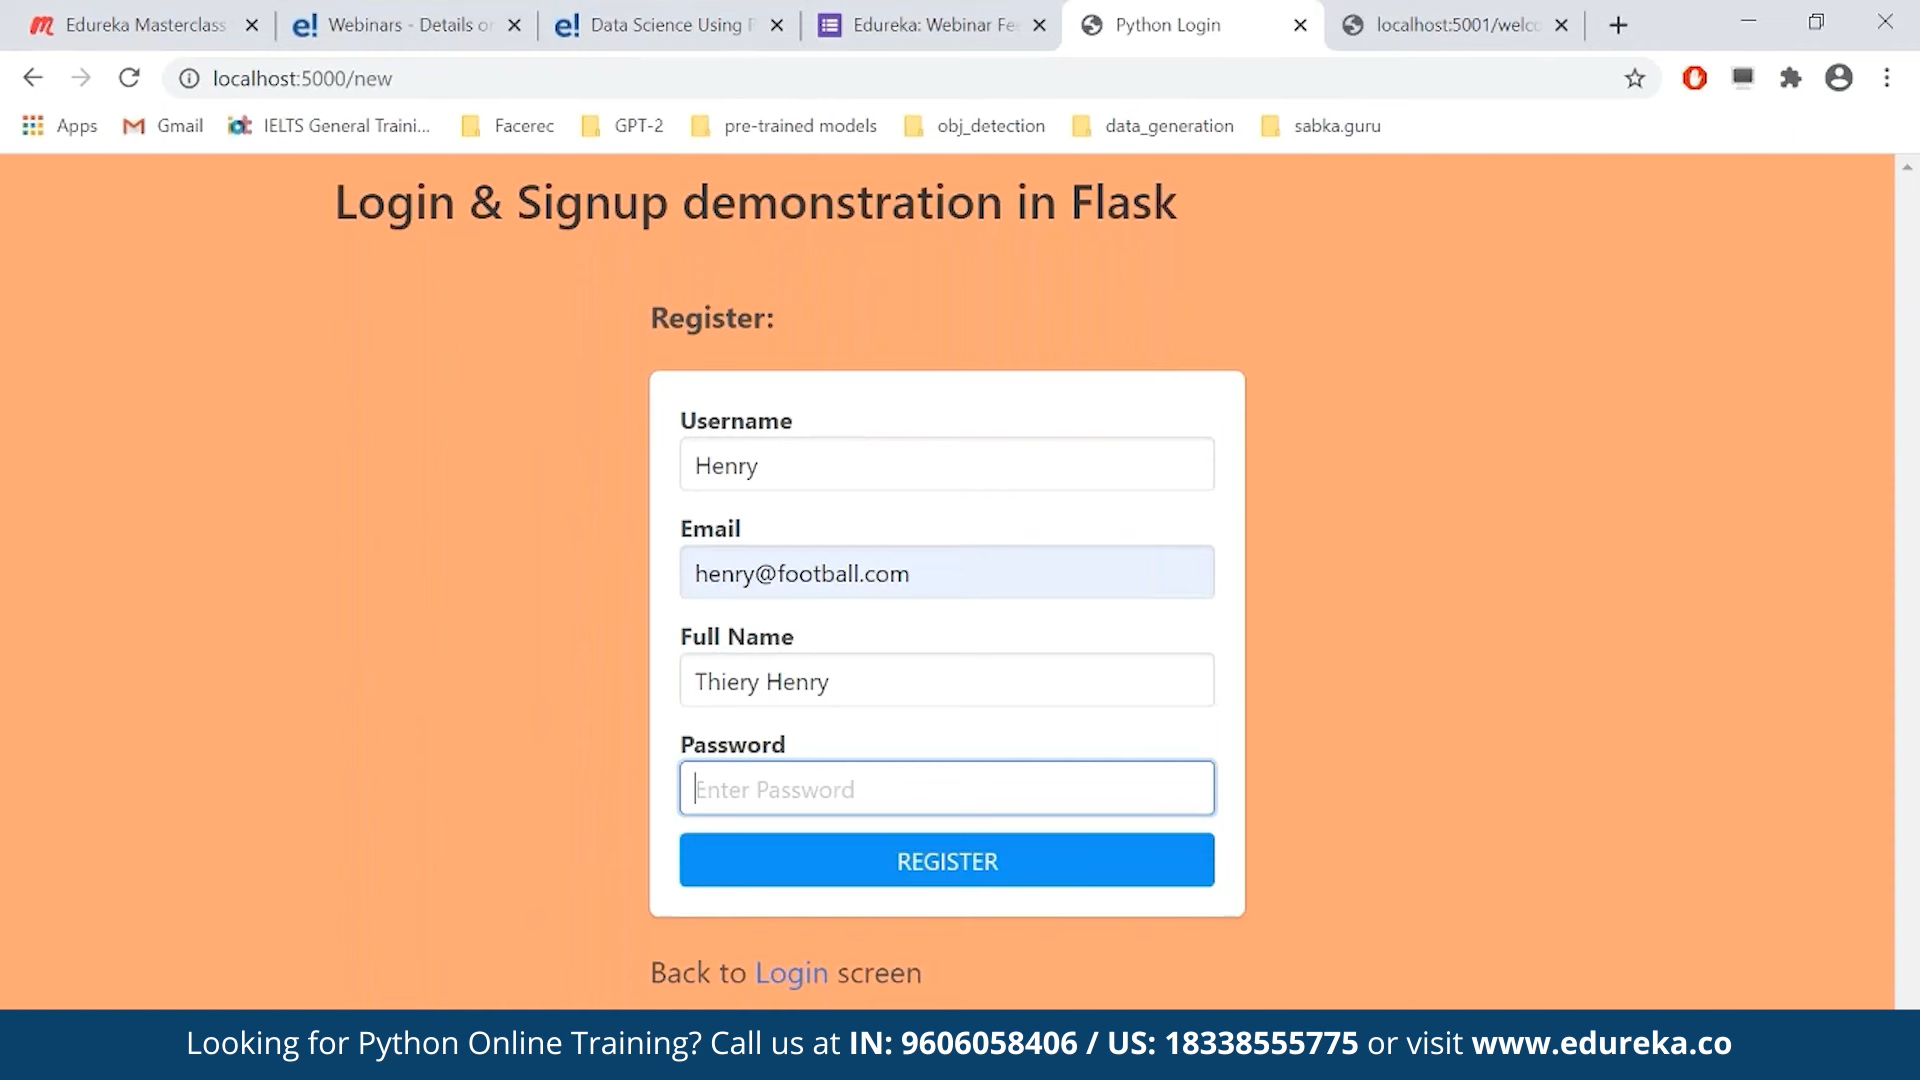 Edureka Masterclass
Webinars - Details or
Data Science Using
Edureka: Webinar Fe
Python Login
localhost:5001/welc
localhost:5000/new
Apps
Gmail
IELTS General Traini...
Facerec
GPT-2
pre-trained models
obj_detection
data_generation
sabka.guru
Login & Signup demonstration in Flask
Register:
Username
Henry
Email
henry@football.com
Full Name
Thiery Henry
Password
Enter Password
REGISTER
Back to Login screen
Looking for Python Online Training? Call us at IN: 9606058406 / US: 18338555775 or visit www.edureka.co